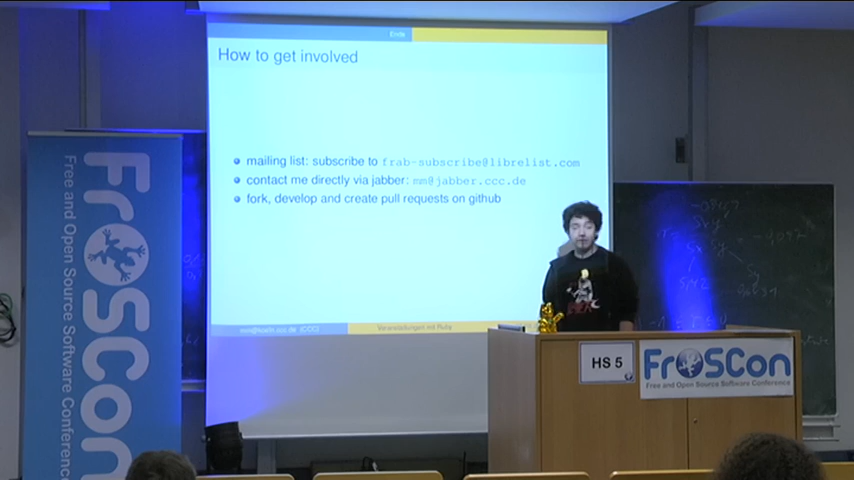 Ende
How to get involved
mailing list: subscribe to frab-subscribe@librelist.com
contact me directly via jabber: mm@jabber.ccc.de
fork, develop and create pull requests on github
Veranstaltungen mit Ruby
FrOSCon
Free and Open Source Software Conference
HS 5
FrOSCon
Free and Open Source Software Conference